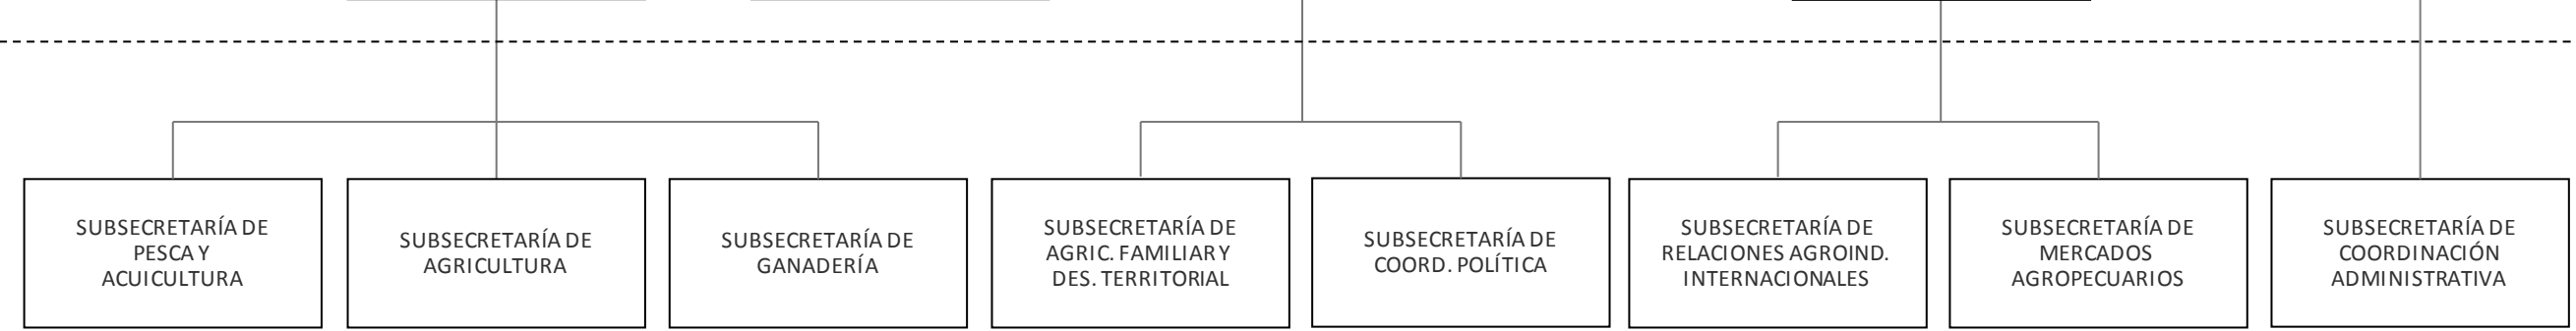 SUBSECRETARÍA DE
PESCA Y
ACUICULTURA
SUBSECRETARÍA DE
AGRICULTURA
SUBSECRETARÍA DE
GANADERÍA
SUBSECRETARÍA DE
AGRIC. FAMILIAR Y
DES. TERRITORIAL
SUBSECRETARÍA DE
COORD. POLÍTICA
SUBSECRETARÍA DE
RELACIONES AGROIND.
INTERNACIONALES
SUBSECRETARÍA DE
MERCADOS
AGROPECUARIOS
SUBSECRETARÍA DE
COORDINACIÓN
ADMINISTRATIVA